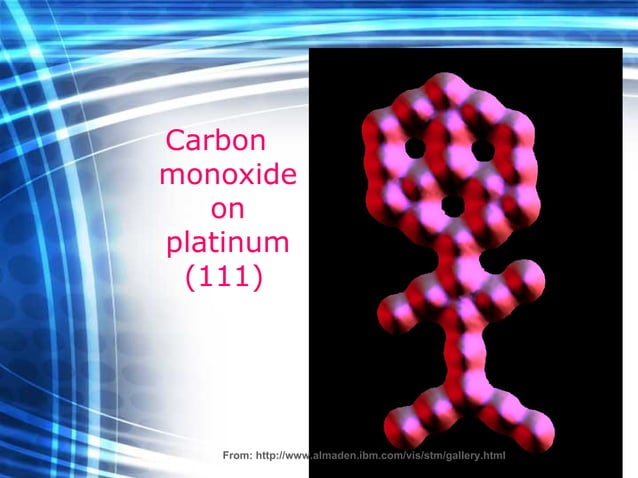 Carbon
monoxide
on
platinum
(111)
From: http://www.almaden.ibm.com/vis/stm/gallery.html